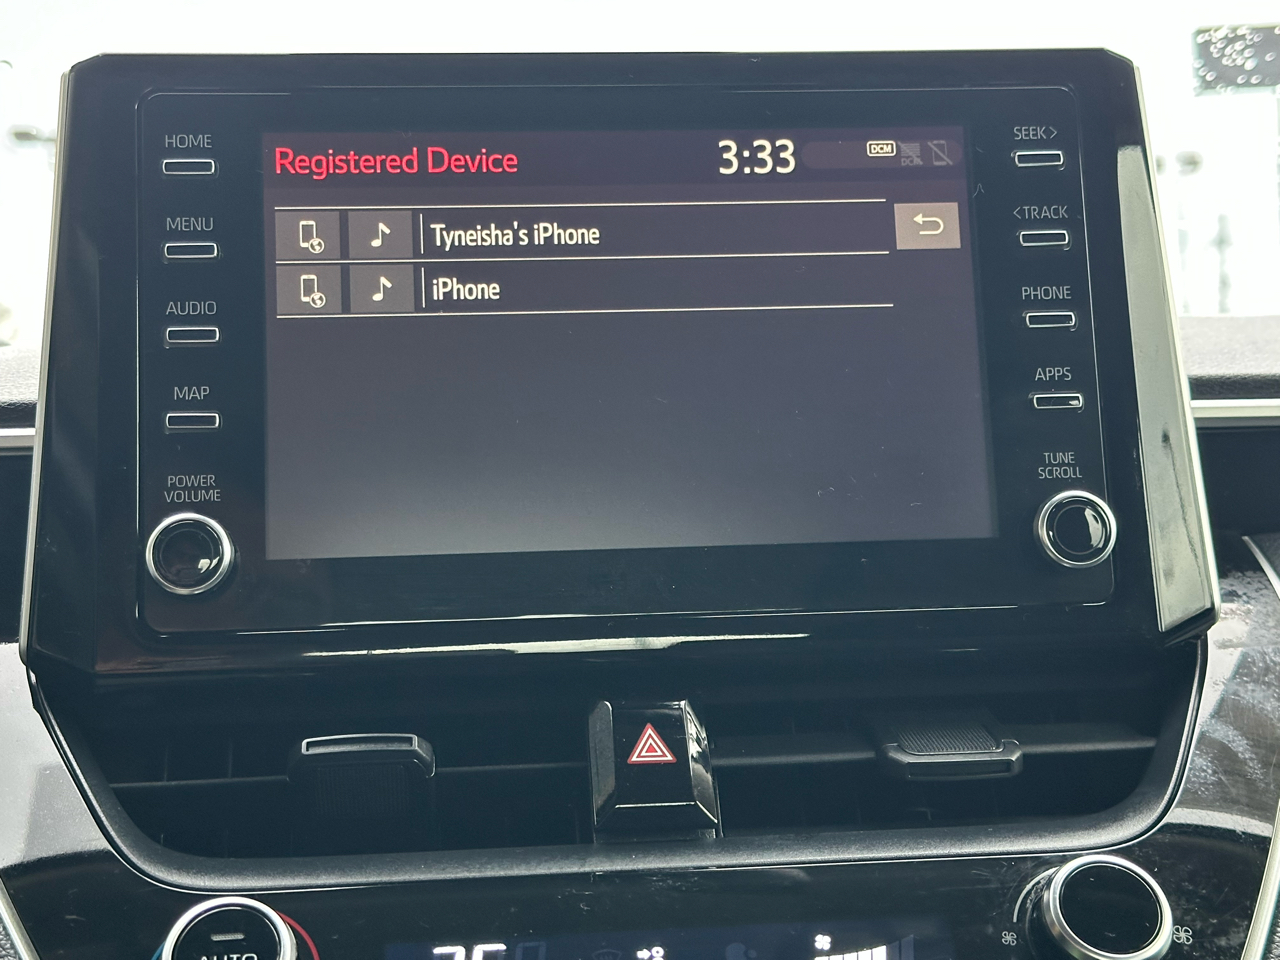 HOME
MENU
AUDIO
MAP
POWER
VOLUME
Registered Device
3:33
DCM
Tyneisha's iPhone
iPhone
SEEK >
< TRACK
PHONE
APPS
TUNE
SCROLL
AUTO